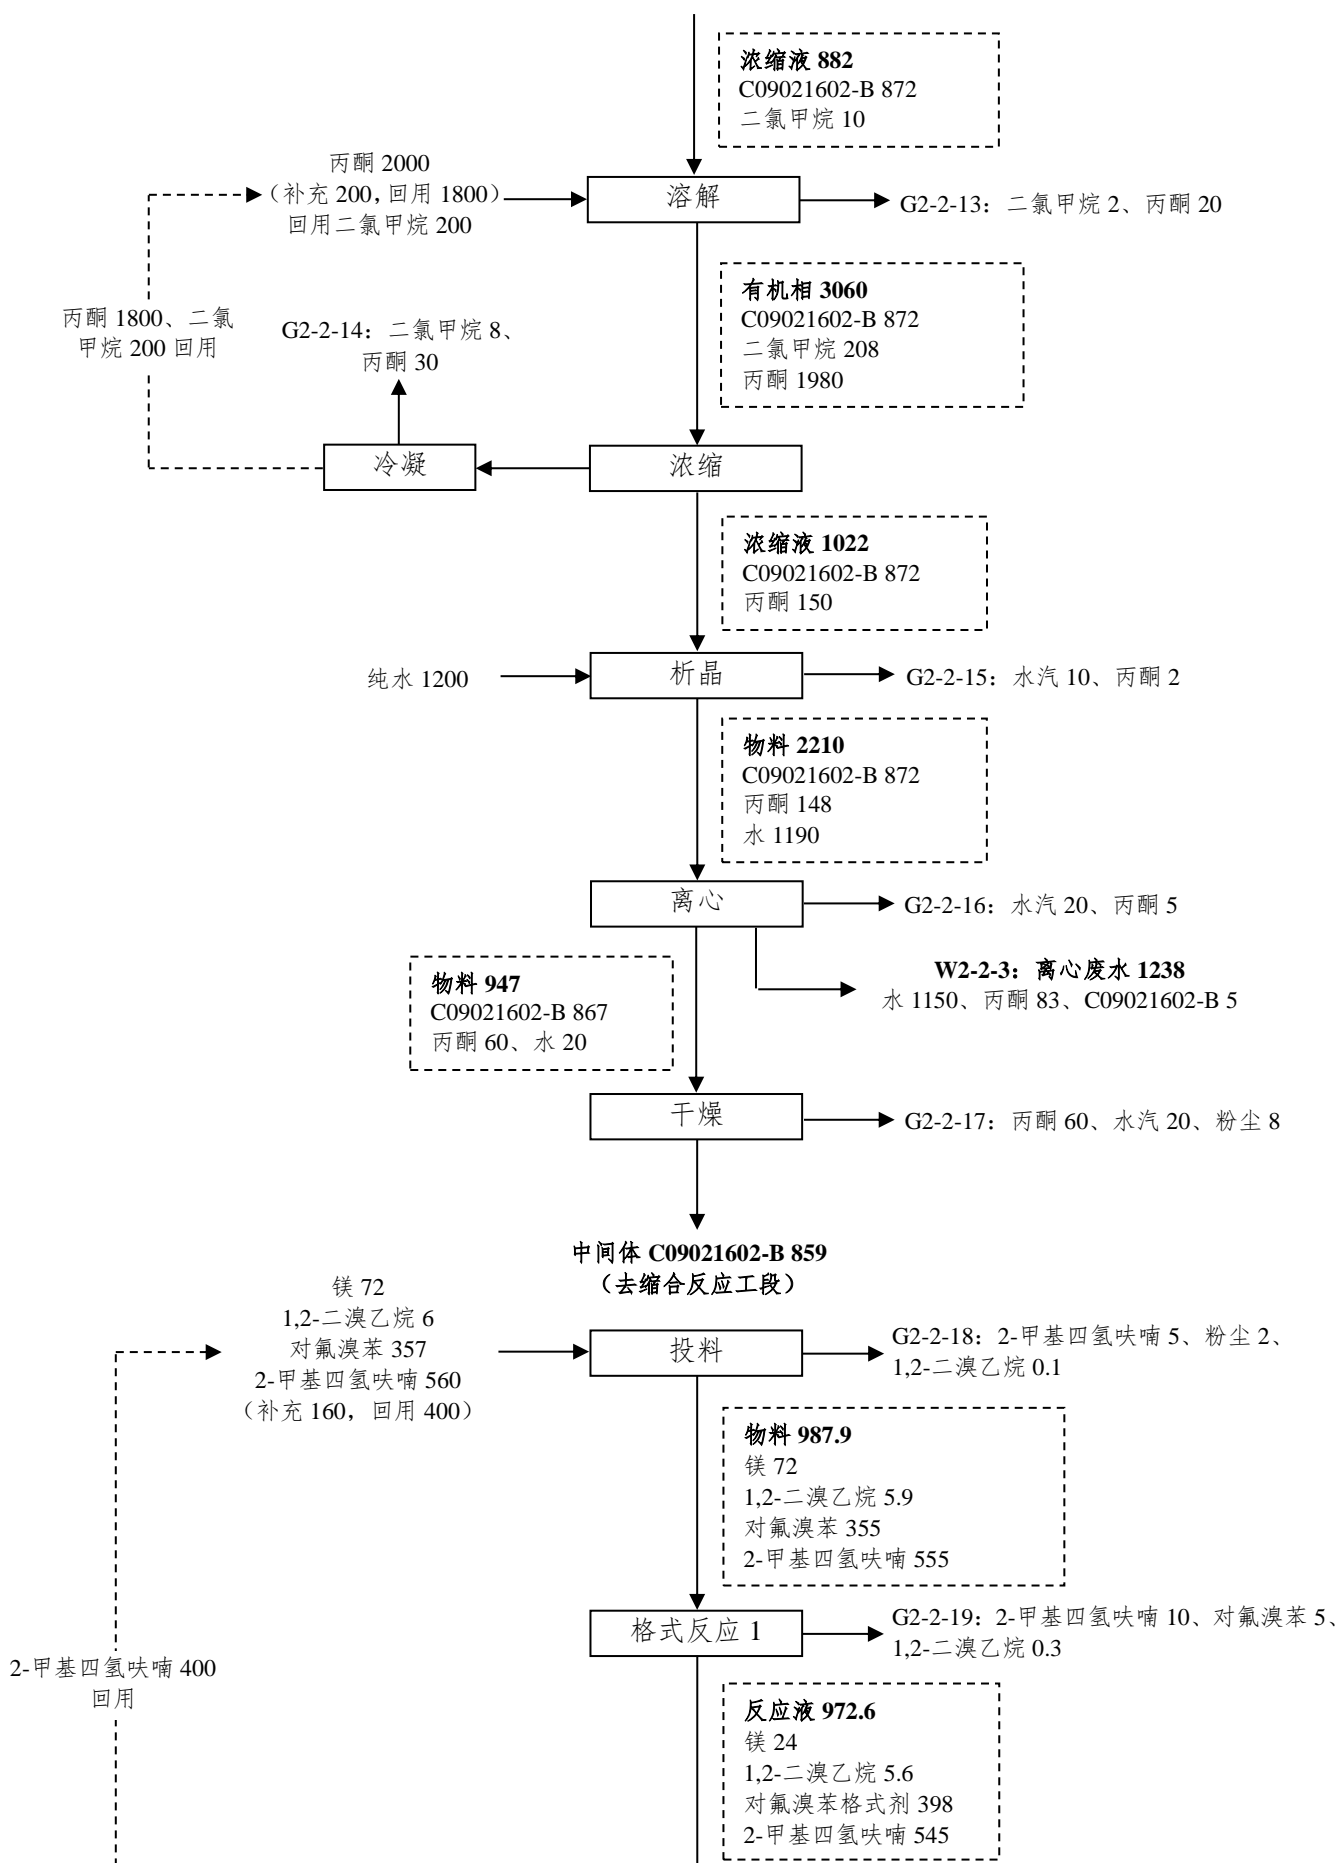 浓缩液 882
C09021602-B 872
二氯甲烷 10
丙酮 2000
（补充 200，回用 1800）
回用二氯甲烷 200
溶解
G2-2-13：二氯甲烷 2、丙酮 20
有机相 3060
C09021602-B 872
二氯甲烷 208
丙酮 1980
丙酮 1800、二氯
甲烷 200 回用
G2-2-14：二氯甲烷 8、
丙酮 30
冷凝
浓缩
浓缩液 1022
C09021602-B 872
丙酮 150
纯水 1200
析晶
G2-2-15：水汽 10、丙酮 2
物料 2210
C09021602-B 872
丙酮 148
水 1190
离心
G2-2-16：水汽 20、丙酮 5
W2-2-3：离心废水 1238
水 1150、丙酮 83、C09021602-B 5
物料 947
C09021602-B 867
丙酮 60、水 20
干燥
G2-2-17：丙酮 60、水汽 20、粉尘 8
中间体 C09021602-B 859
（去缩合反应工段）
镁 72
1,2-二溴乙烷 6
对氟溴苯 357
2-甲基四氢呋喃 560
（补充 160，回用 400）
投料
G2-2-18：2-甲基四氢呋喃 5、粉尘 2、
1,2-二溴乙烷 0.1
物料 987.9
镁 72
1,2-二溴乙烷 5.9
对氟溴苯 355
2-甲基四氢呋喃 555
格式反应 1
G2-2-19：2-甲基四氢呋喃 10、对氟溴苯 5、
1,2-二溴乙烷 0.3
2-甲基四氢呋喃 400
回用
反应液 972.6
镁 24
1,2-二溴乙烷 5.6
对氟溴苯格式剂 398
2-甲基四氢呋喃 545